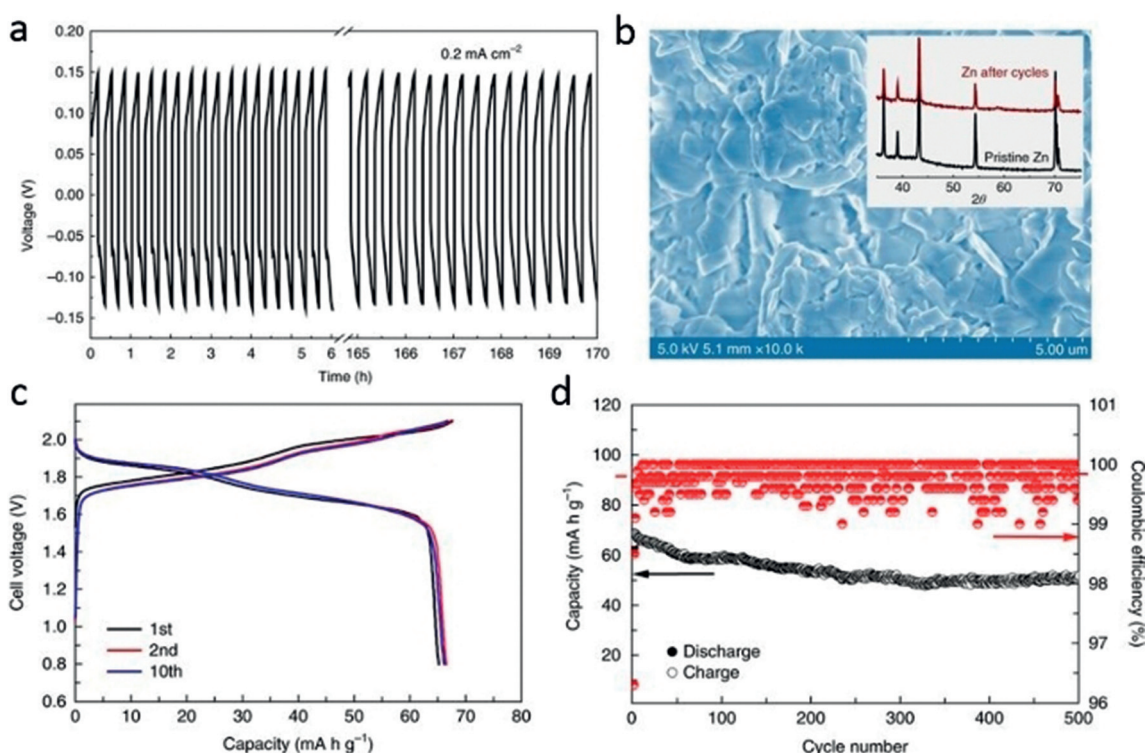 a
0.2 mA cm⁻²
Voltage (V)
0.20
0.15
0.10
0.05
0.00
−0.05
−0.10
−0.15
0 1 2 3 4 5 6 165 166 167 168 169 170
Time (h)
b
Zn after cycles
Pristine Zn
40 50 60 70
2θ
5.0 kV 5.1 mm ×10.0 k 5.00 um
c
Cell voltage (V)
2.0
1.8
1.6
1.4
1.2
1.0
0.8
0.6
1st
2nd
10th
0 10 20 30 40 50 60 70 80
Capacity (mA h g⁻¹)
d
Capacity (mA h g⁻¹)
120
100
80
60
40
20
Discharge
Charge
0 100 200 300 400 500
Cycle number
101
100
99
98
97
96
Coulombic efficiency
(%)